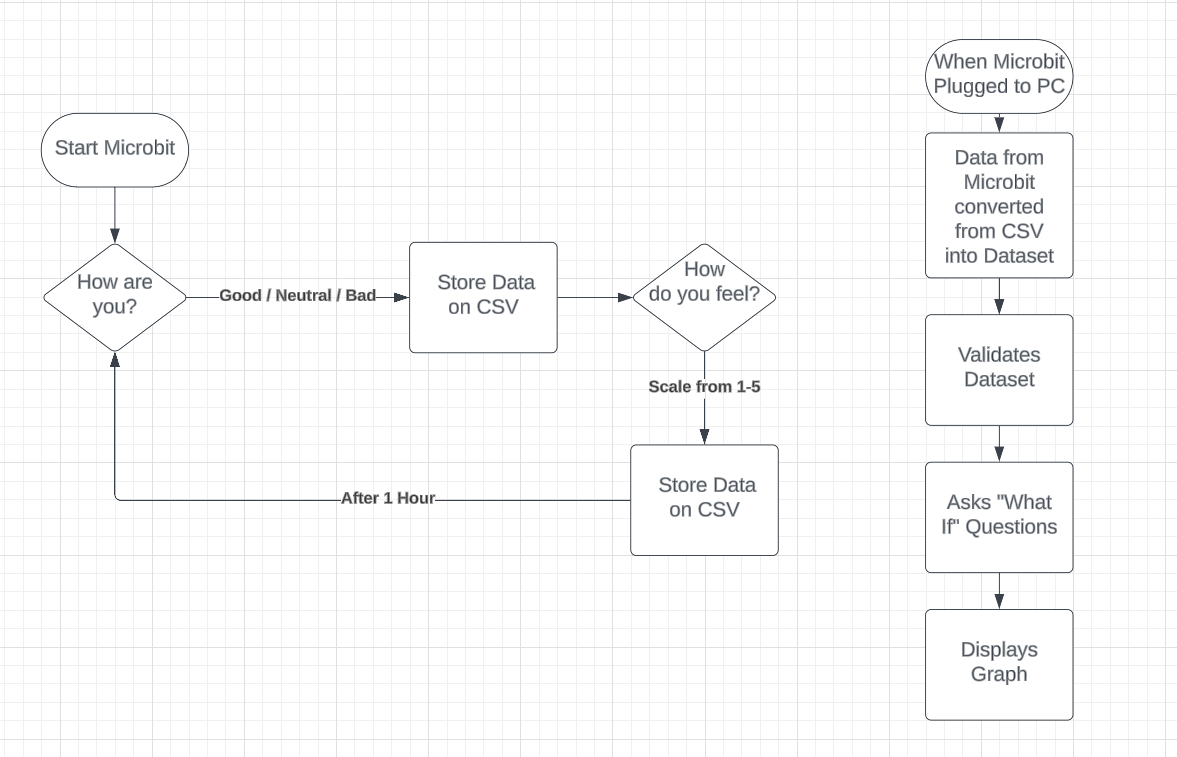 Start Microbit
How are
you?
Good / Neutral / Bad
Store Data
on CSV
How
do you feel?
Scale from 1-5
Store Data
on CSV
After 1 Hour
When Microbit
Plugged to PC
Data from
Microbit
converted
from CSV
into Dataset
Validates
Dataset
Asks "What
If" Questions
Displays
Graph